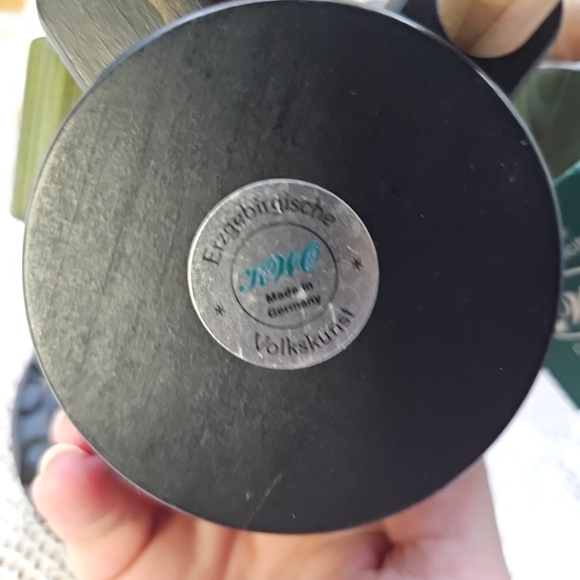 Erzgebirgische
KWO
Made in
Germany
* Volkskunst *